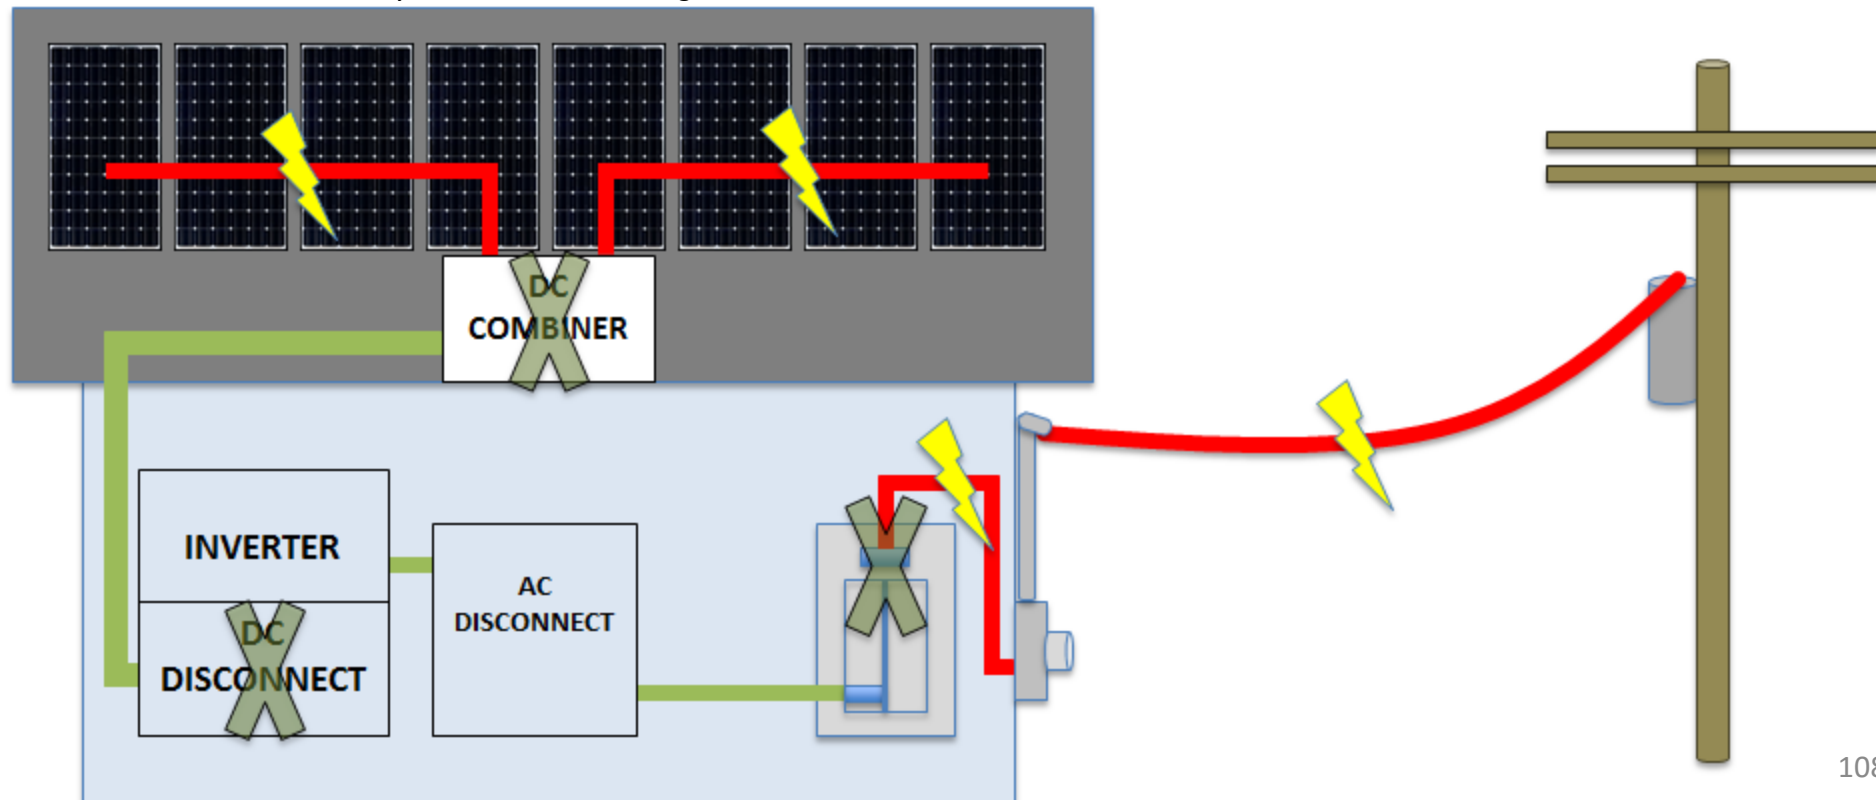 DC
COMBINER
INVERTER
DC
DISCONNECT
AC
DISCONNECT